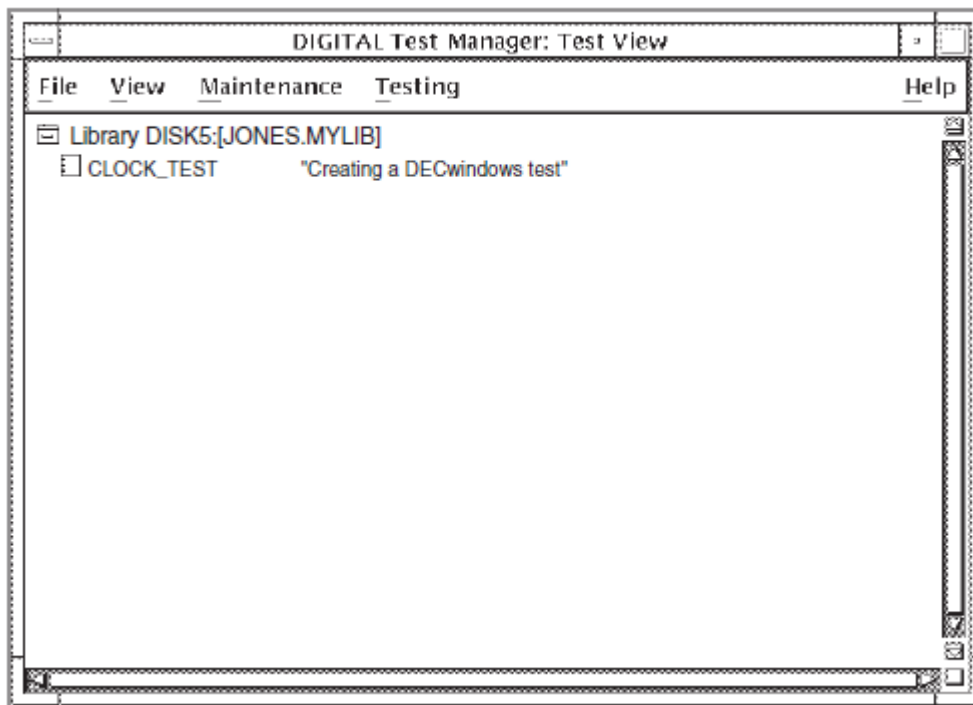 DIGITAL Test Manager: Test View
File View Maintenance Testing Help
Library DISK5:[JONES.MYLIB]
CLOCK_TEST "Creating a DECwindows test"